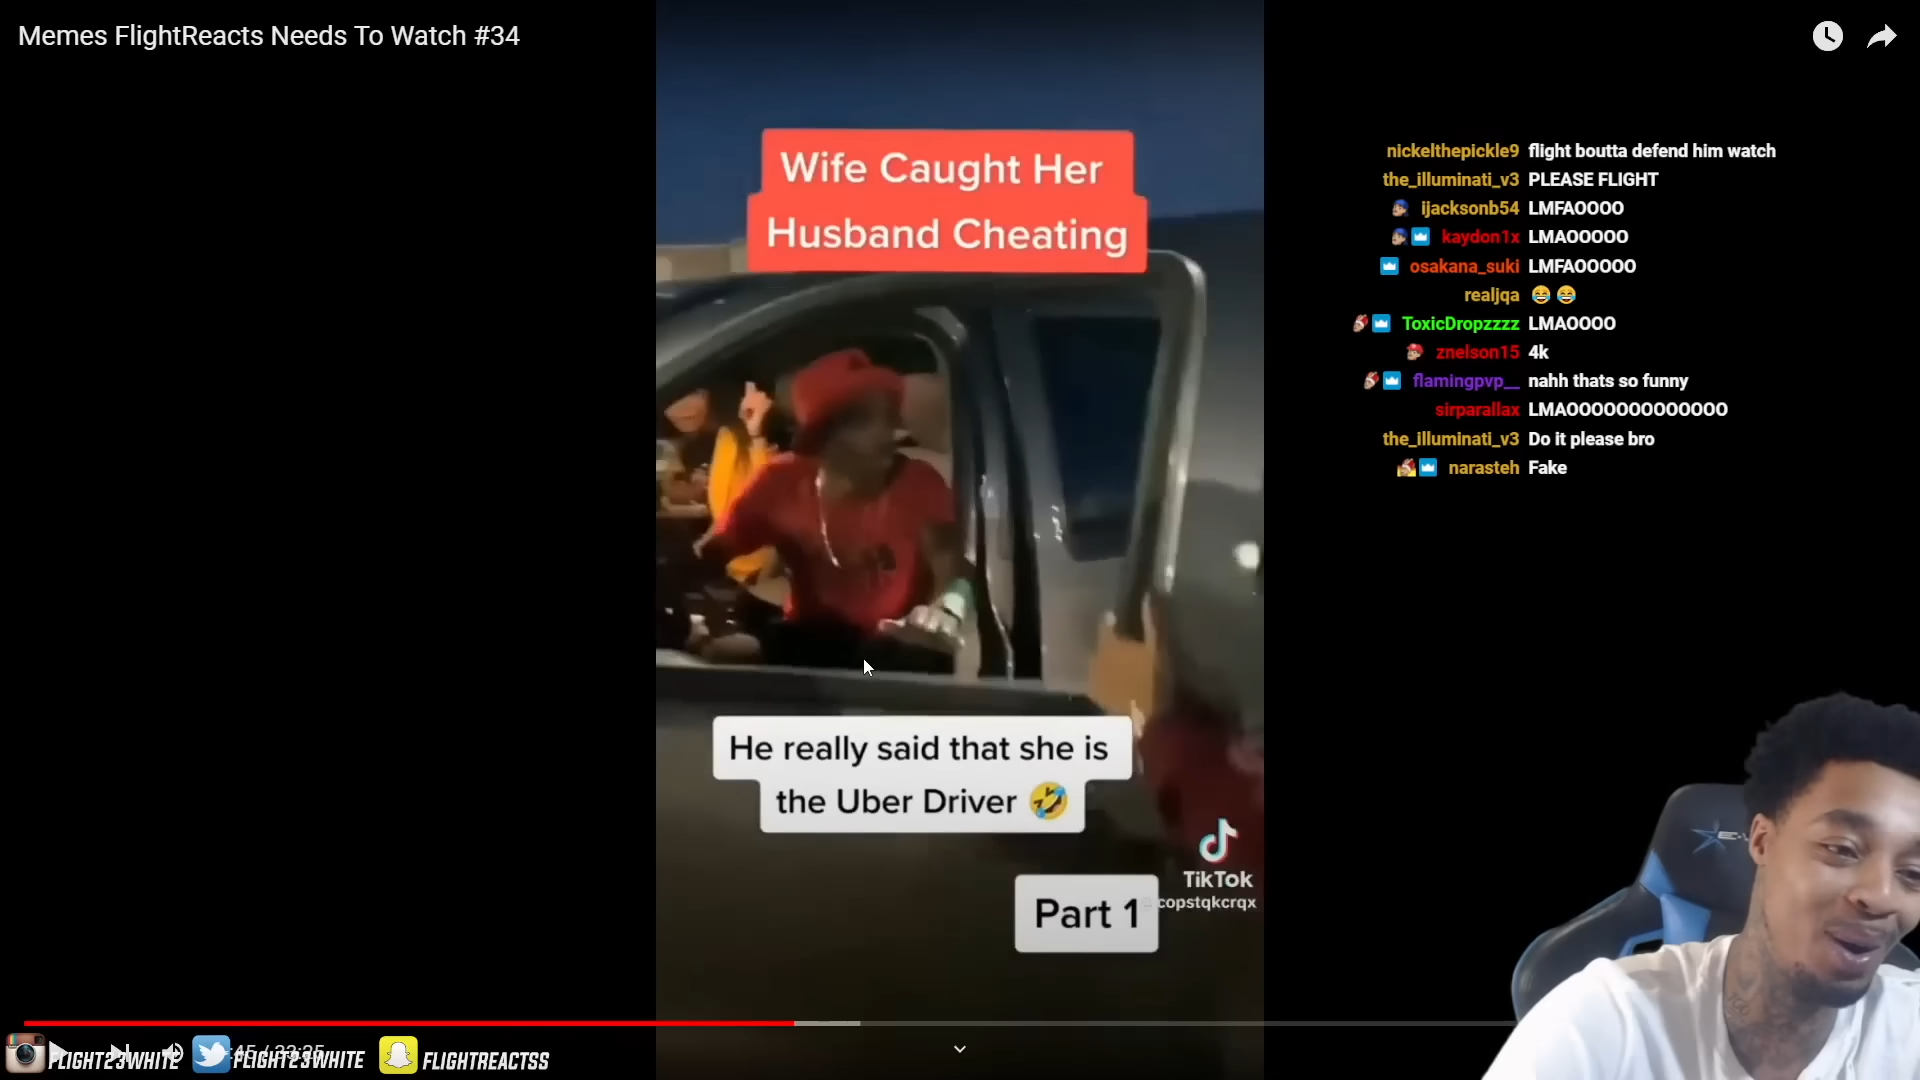 Memes FlightReacts Needs To Watch #34
Wife Caught Her
Husband Cheating
nickelthepickle9 flight boutta defend him watch
the_illuminati_v3 PLEASE FLIGHT
ijacksonb54 LMFAOOOO
kaydon1x LMAOOOOO
osakana_suki LMFAOOOOO
realjqa 😂 😂
ToxicDropzzzz LMAOOOO
znelson15 4k
flamingpvp__ nahh thats so funny
sirparallax LMAOOOOOOOOOOOOO
the_illuminati_v3 Do it please bro
narasteh Fake
He really said that she is
the Uber Driver 🤣
TikTok
copstqkcrqx
Part 1
FLIGHT23WHITE FLIGHT23WHITE FLIGHTREACTSS